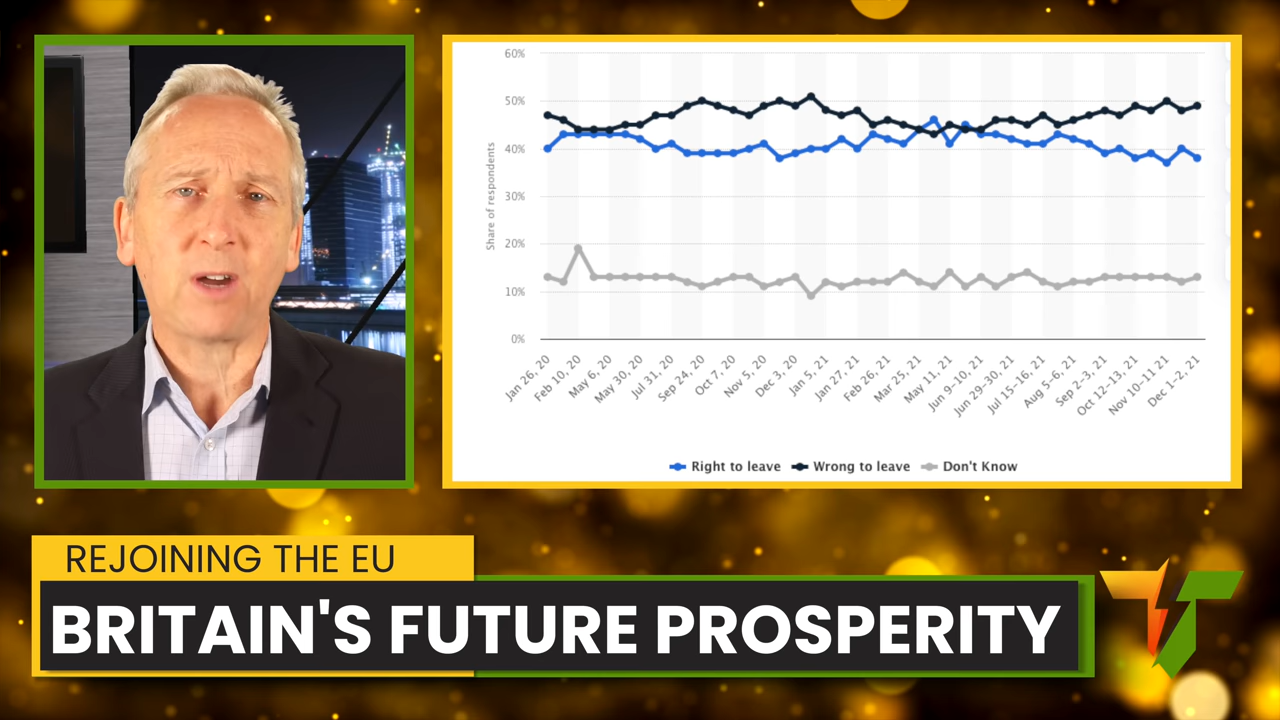 60%
50%
40%
30%
20%
10%
0%
Share of respondents
Jan 26, 20
Feb 10, 20
May 6, 20
May 30, 20
Jul 31, 20
Sep 24, 20
Oct 7, 20
Nov 5, 20
Dec 3, 20
Jan 5, 21
Jan 27, 21
Feb 26, 21
Mar 25, 21
May 11, 21
Jun 9-10, 21
Jun 29-30, 21
Jul 15-16, 21
Aug 5-6, 21
Sep 2-3, 21
Oct 12-13, 21
Nov 10-11, 21
Dec 1-2, 21
Right to leave Wrong to leave Don't Know
REJOINING THE EU
BRITAIN'S FUTURE PROSPERITY